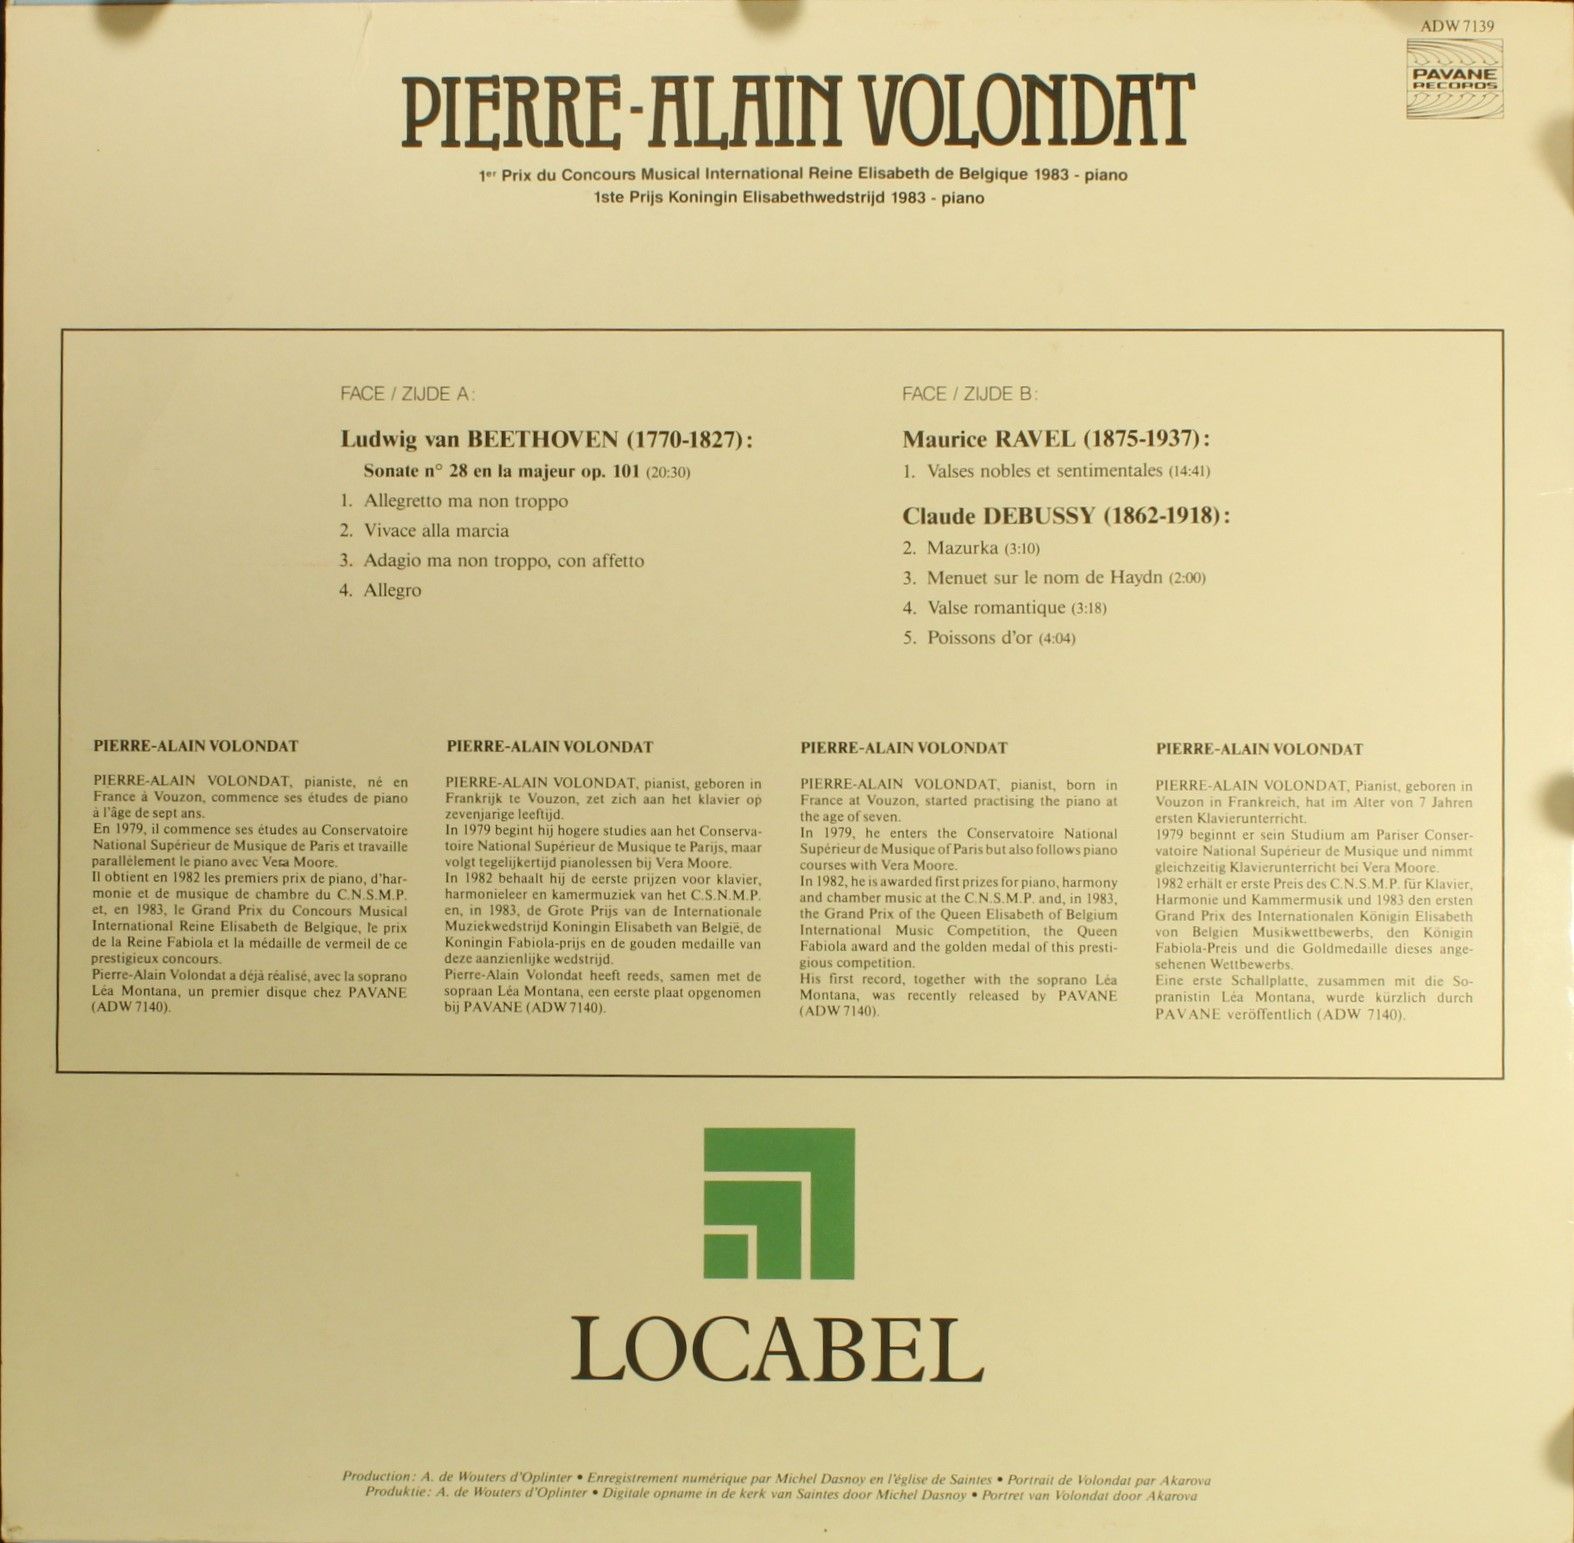 ADW 7139
PAVANE
RECORDS
PIERRE-ALAIN VOLONDAT
1er Prix du Concours Musical International Reine Elisabeth de Belgique 1983 - piano
1ste Prijs Koningin Elisabethwedstrijd 1983 - piano
FACE / ZIJDE A:
Ludwig van BEETHOVEN (1770-1827):
Sonate n° 28 en la majeur op. 101 (20:30)
1. Allegretto ma non troppo
2. Vivace alla marcia
3. Adagio ma non troppo, con affetto
4. Allegro
FACE / ZIJDE B:
Maurice RAVEL (1875-1937):
1. Valses nobles et sentimentales (14:41)
Claude DEBUSSY (1862-1918):
2. Mazurka (3:10)
3. Menuet sur le nom de Haydn (2:00)
4. Valse romantique (3:18)
5. Poissons d'or (4:04)
PIERRE-ALAIN VOLONDAT
PIERRE-ALAIN VOLONDAT, pianiste, né en
France à Vouzon, commence ses études de piano
à l'âge de sept ans.
En 1979, il commence ses études au Conservatoire
National Supérieur de Musique de Paris et travaille
parallèlement le piano avec Vera Moore.
Il obtient en 1982 les premiers prix de piano, d'har-
monie et de musique de chambre du C.N.S.M.P.
et, en 1983, le Grand Prix du Concours Musical
International Reine Elisabeth de Belgique, le prix
de la Reine Fabiola et la médaille de vermeil de ce
prestigieux concours.
Pierre-Alain Volondat a déjà réalisé, avec la soprano
Léa Montana, un premier disque chez PAVANE
(ADW 7140).
PIERRE-ALAIN VOLONDAT
PIERRE-ALAIN VOLONDAT, pianist, geboren in
Frankrijk te Vouzon, zet zich aan het klavier op
zevenjarige leeftijd.
In 1979 begint hij hogere studies aan het Conserva-
toire National Supérieur de Musique te Parijs, maar
volgt tegelijkertijd pianolessen bij Vera Moore.
In 1982 behaalt hij de eerste prijzen voor klavier,
harmonieleer en kamermuziek van het C.S.N.M.P.
en, in 1983, de Grote Prijs van de Internationale
Muziekwedstrijd Koningin Elisabeth van België, de
Koningin Fabiola-prijs en de gouden medaille van
deze aanzienlijke wedstrijd.
Pierre-Alain Volondat heeft reeds, samen met de
sopraan Léa Montana, een eerste plaat opgenomen
bij PAVANE (ADW 7140).
PIERRE-ALAIN VOLONDAT
PIERRE-ALAIN VOLONDAT, pianist, born in
France at Vouzon, started practising the piano at
the age of seven.
In 1979, he enters the Conservatoire National
Supérieur de Musique of Paris but also follows piano
courses with Vera Moore.
In 1982, he is awarded first prizes for piano, harmony
and chamber music at the C.N.S.M.P. and, in 1983,
the Grand Prix of the Queen Elisabeth of Belgium
International Music Competition, the Queen
Fabiola award and the golden medal of this presti-
gious competition.
His first record, together with the soprano Léa
Montana, was recently released by PAVANE
(ADW 7140).
PIERRE-ALAIN VOLONDAT
PIERRE-ALAIN VOLONDAT, Pianist, geboren in
Vouzon in Frankreich, hat im Alter von 7 Jahren
ersten Klavierunterricht.
1979 beginnt er sein Studium am Pariser Conser-
vatoire National Supérieur de Musique und nimmt
gleichzeitig Klavierunterricht bei Vera Moore.
1982 erhält er erste Preis des C.N.S.M.P. für Klavier,
Harmonie und Kammermusik und 1983 den ersten
Grand Prix des Internationalen Königin Elisabeth
von Belgien Musikwettbewerbs, den Königin
Fabiola-Preis und die Goldmedaille dieses ange-
sehenen Wettbewerbs.
Eine erste Schallplatte, zusammen mit die So-
pranistin Léa Montana, wurde kürzlich durch
PAVANE veröffentlich (ADW 7140).
LOCABEL
Production: A. de Wouters d'Oplinter • Enregistrement numérique par Michel Dasnoy en l'église de Saintes • Portrait de Volondat par Akarova
Produktie: A. de Wouters d'Oplinter • Digitale opname in de kerk van Saintes door Michel Dasnoy • Portret van Volondat door Akarova